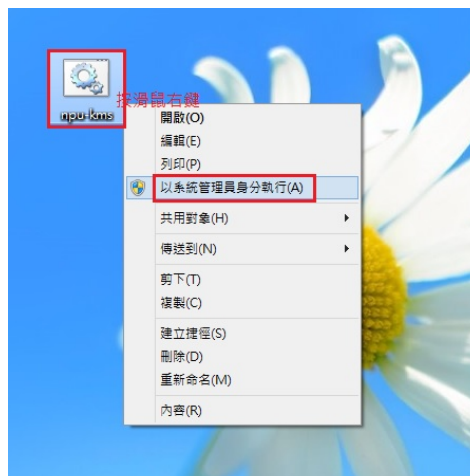 按滑鼠右鍵
npu-kms
開啟(O)
編輯(E)
列印(P)
以系統管理員身分執行(A)
共用對象(H)
傳送到(N)
剪下(T)
複製(C)
建立捷徑(S)
刪除(D)
重新命名(M)
內容(R)